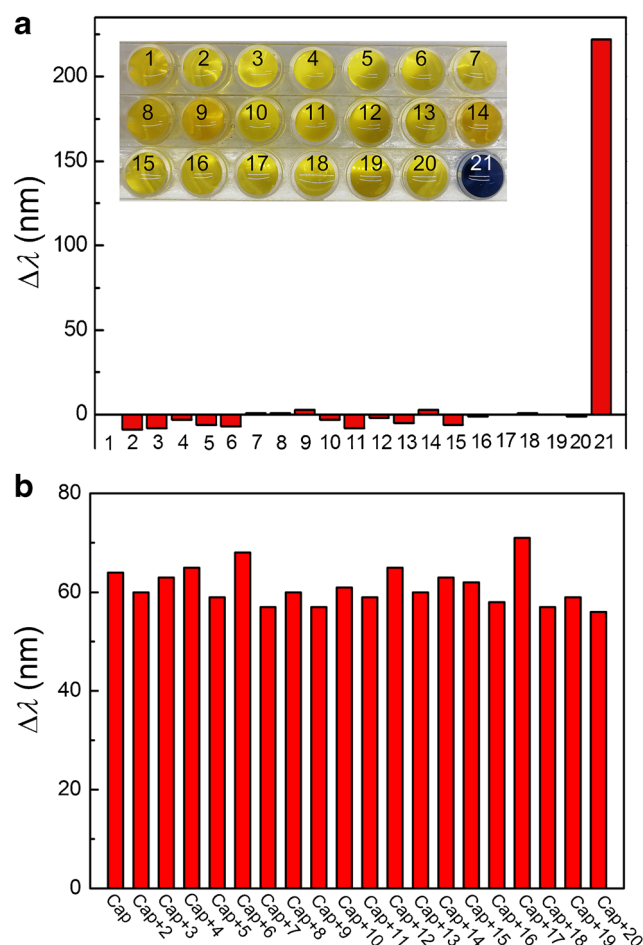 a
Δλ (nm)
200
150
100
50
0
1 2 3 4 5 6 7
8 9 10 11 12 13 14
15 16 17 18 19 20 21
1 2 3 4 5 6 7 8 9 10 11 12 13 14 15 16 17 18 19 20 21
b
Δλ (nm)
80
60
40
20
0
Cap Cap+2 Cap+3 Cap+4 Cap+5 Cap+6 Cap+7 Cap+8 Cap+9 Cap+10 Cap+11 Cap+12 Cap+13 Cap+14 Cap+15 Cap+16 Cap+17 Cap+18 Cap+19 Cap+20